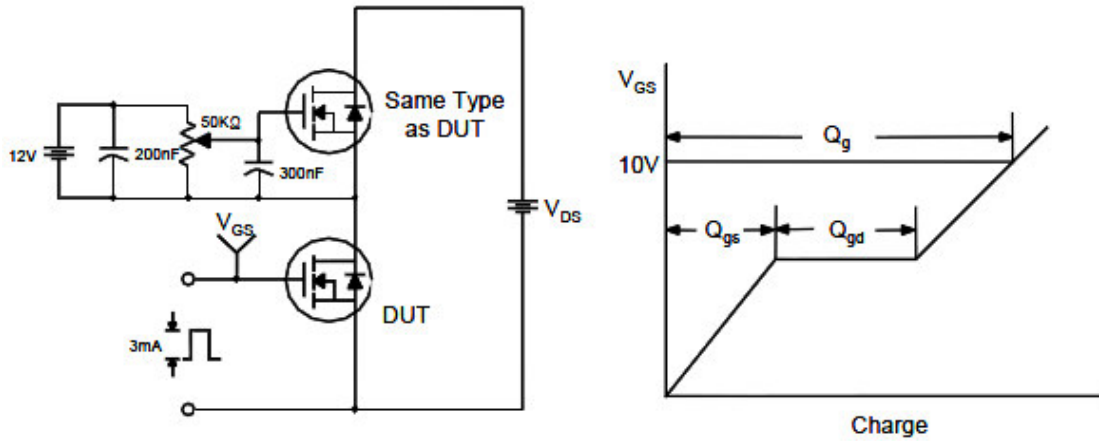 12V
200nF
50KΩ
300nF
Same Type
as DUT
VGS
DUT
3mA
VDS
VGS
10V
Qg
Qgs
Qgd
Charge